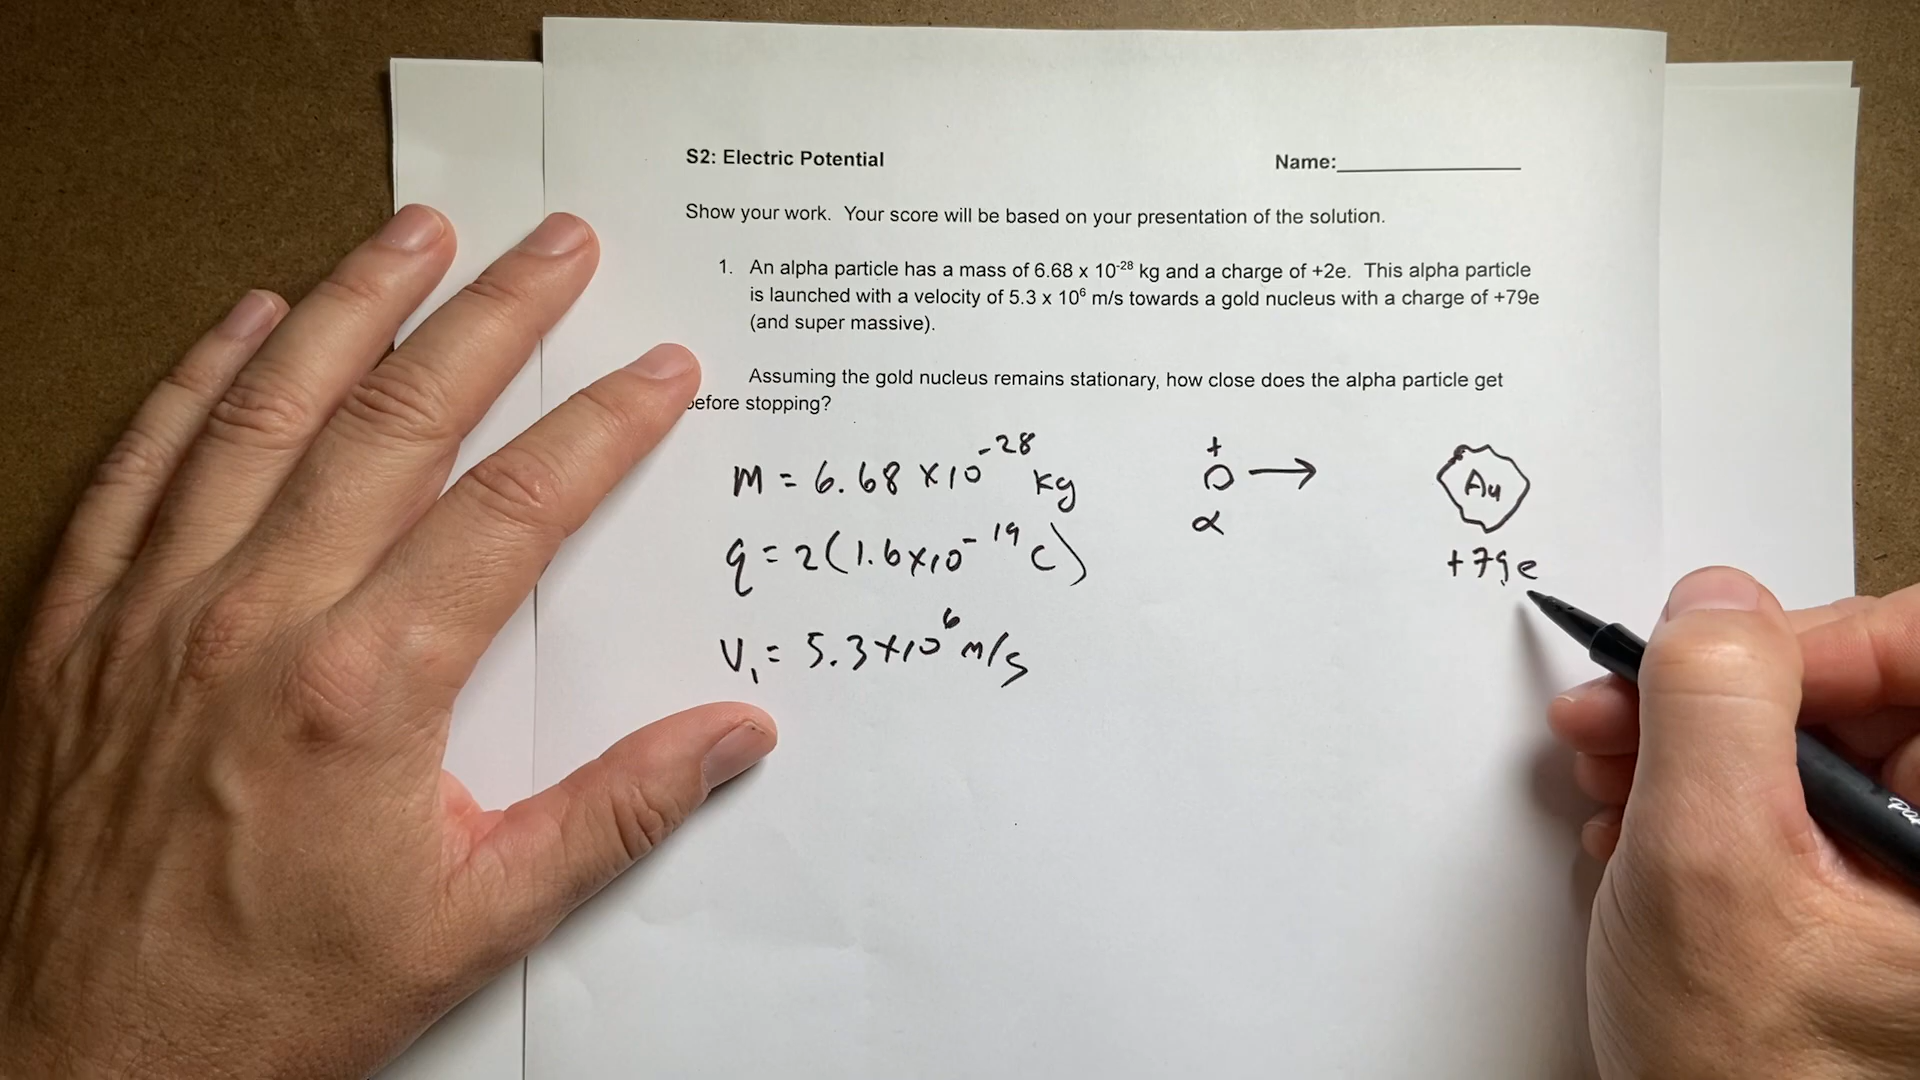 S2: Electric Potential
Name:
Show your work. Your score will be based on your presentation of the solution.
1. An alpha particle has a mass of 6.68 x 10⁻²⁸ kg and a charge of +2e. This alpha particle
is launched with a velocity of 5.3 x 10⁶ m/s towards a gold nucleus with a charge of +79e
(and super massive).
Assuming the gold nucleus remains stationary, how close does the alpha particle get
before stopping?
m = 6.68 x 10⁻²⁸ kg
+
Au
α
q = 2(1.6x10⁻¹⁹ C)
+79e
V₁ = 5.3x10⁶ m/s